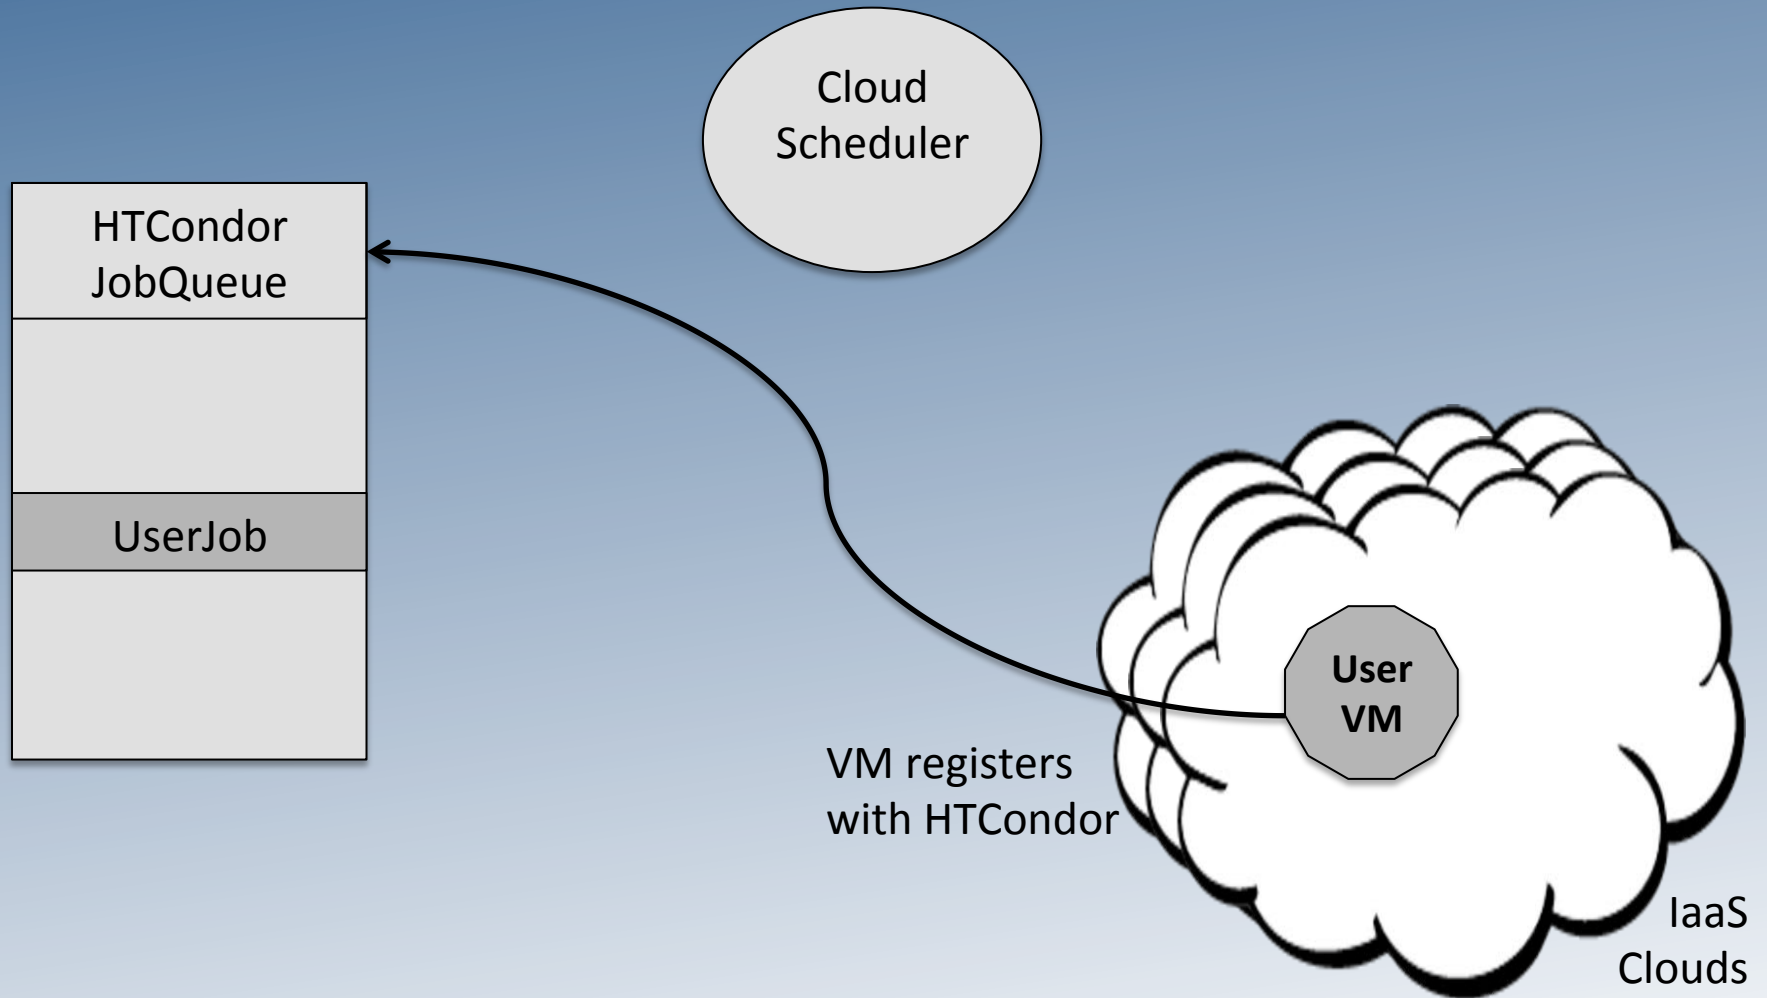 Cloud
Scheduler
HTCondor
JobQueue
UserJob
User
VM
VM registers
with HTCondor
IaaS
Clouds